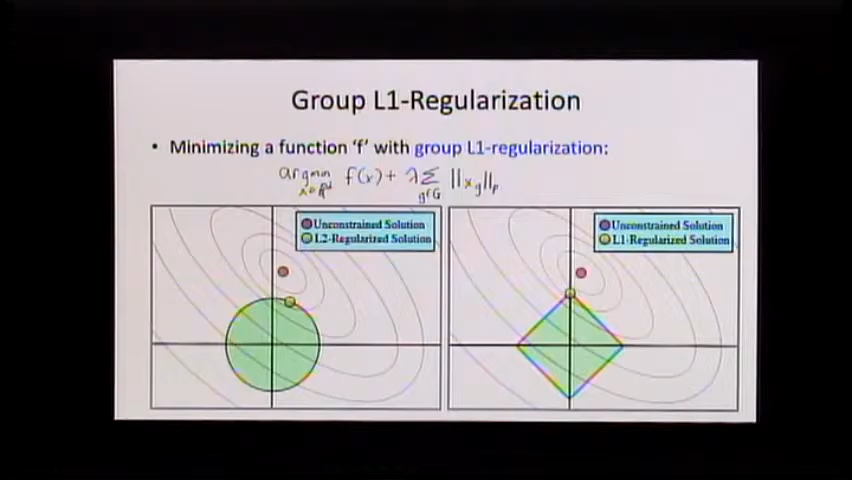 Group L1-Regularization
• Minimizing a function 'f' with group L1-regularization:
argmin x∈ℝᵈ f(x) + λ Σ g∈G ||x_g||_p
Unconstrained Solution
L2-Regularized Solution
Unconstrained Solution
L1-Regularized Solution